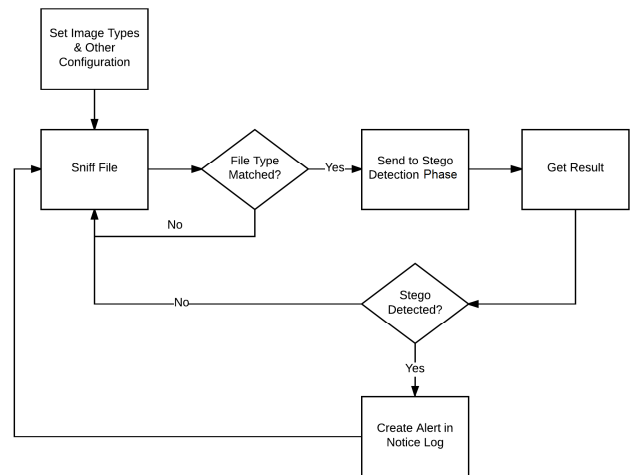 Set Image Types
& Other
Configuration
Sniff File
File Type
Matched?
Yes
Send to Stego
Detection Phase
Get Result
No
Stego
Detected?
No
Yes
Create Alert in
Notice Log